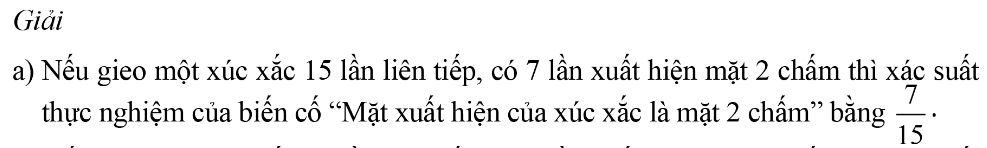 Giải
a) Nếu gieo một xúc xắc 15 lần liên tiếp, có 7 lần xuất hiện mặt 2 chấm thì xác suất
thực nghiệm của biến cố “Mặt xuất hiện của xúc xắc là mặt 2 chấm” bằng 7/15.